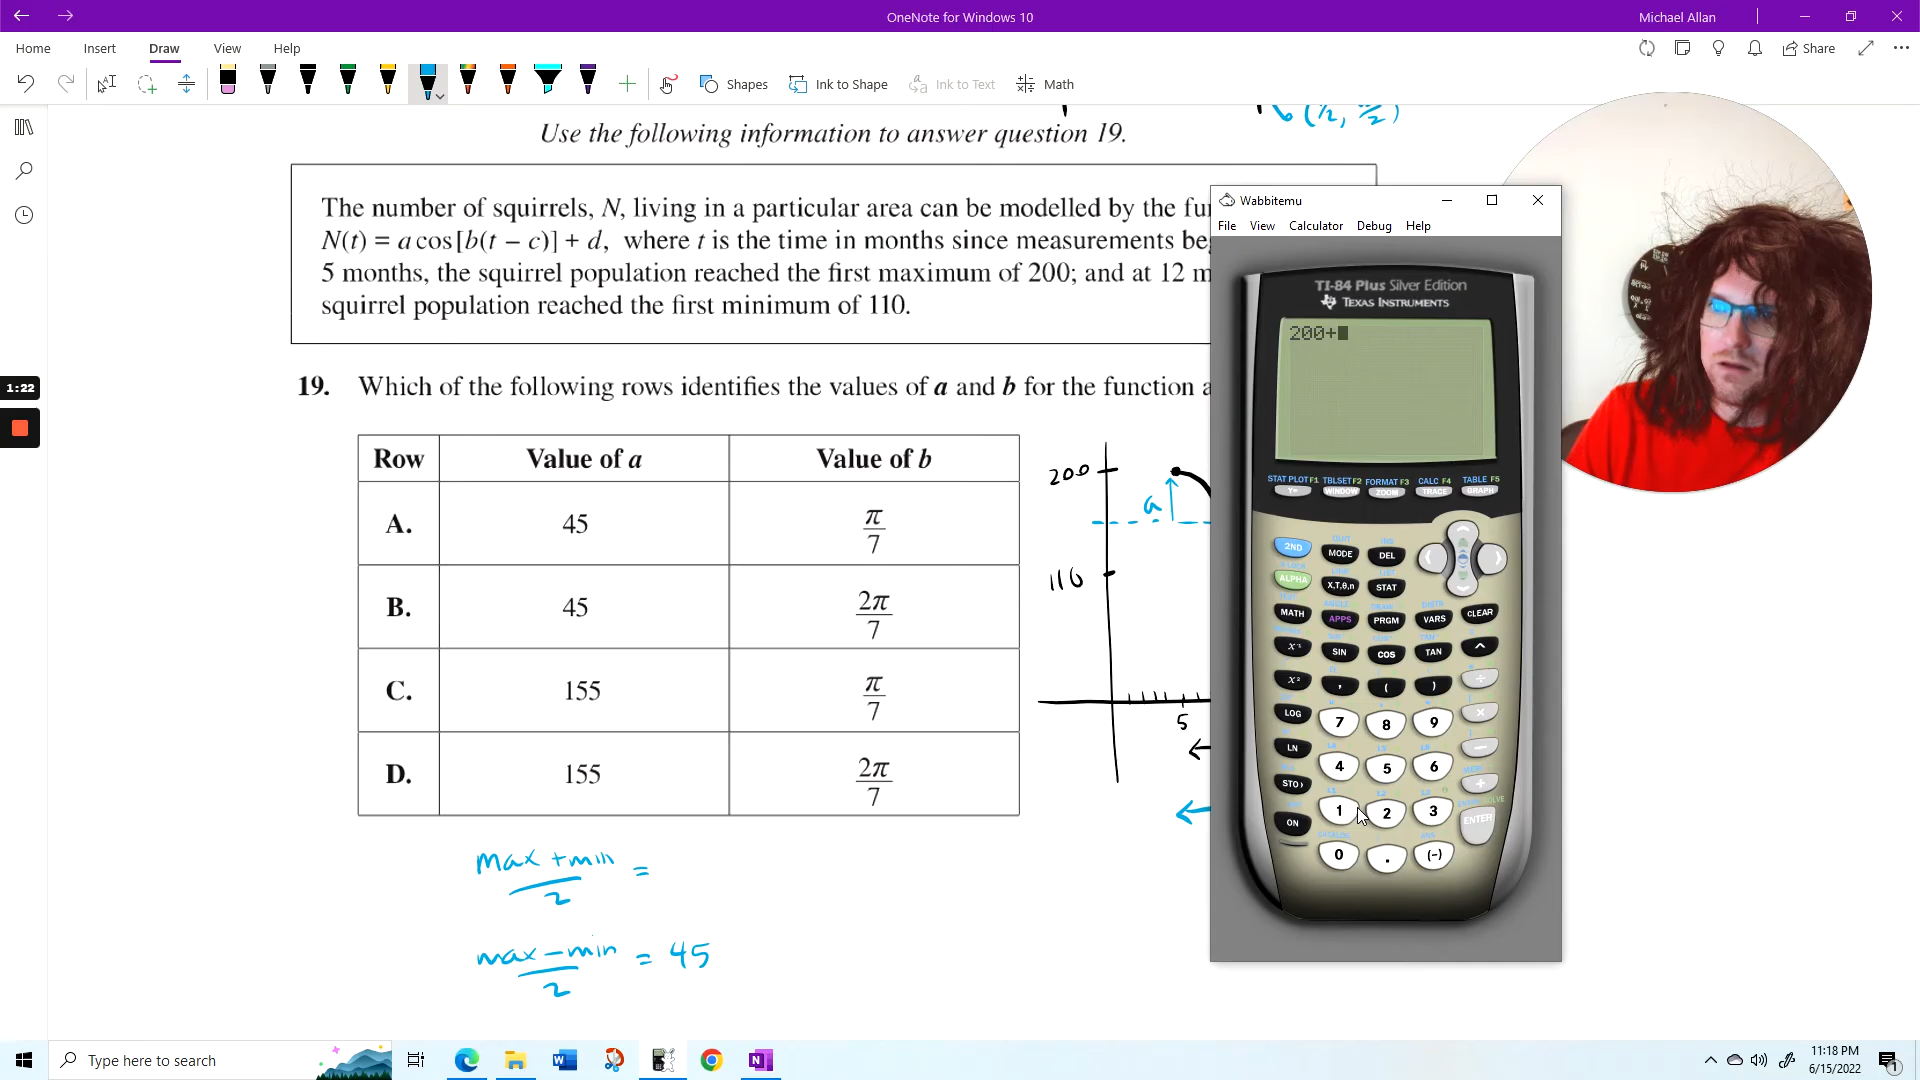 OneNote for Windows 10
Michael Allan
Home Insert Draw View Help
Share
Shapes
Ink to Shape
Ink to Text
Math
Use the following information to answer question 19.
The number of squirrels, N, living in a particular area can be modelled by the fu
N(t) = a cos[b(t − c)] + d, where t is the time in months since measurements be
5 months, the squirrel population reached the first maximum of 200; and at 12 m
squirrel population reached the first minimum of 110.
1:22
19. Which of the following rows identifies the values of a and b for the function a
Row Value of a Value of b
A. 45 π/7
B. 45 2π/7
C. 155 π/7
D. 155 2π/7
max + min / 2 =
max − min / 2 = 45
200
a
110
5
Wabbitemu
File View Calculator Debug Help
TI-84 Plus Silver Edition
TEXAS INSTRUMENTS
200+
STAT PLOT F1 TBLSET F2 FORMAT F3 CALC F4 TABLE F5
Y= WINDOW ZOOM TRACE GRAPH
2ND MODE DEL
ALPHA X,T,θ,n STAT
MATH APPS PRGM VARS CLEAR
x⁻¹ SIN COS TAN ^
x² , ( ) ÷
LOG 7 8 9 ×
LN 4 5 6 −
STO› 1 2 3 +
ON 0 . (−) ENTER
Type here to search
11:18 PM
6/15/2022
1